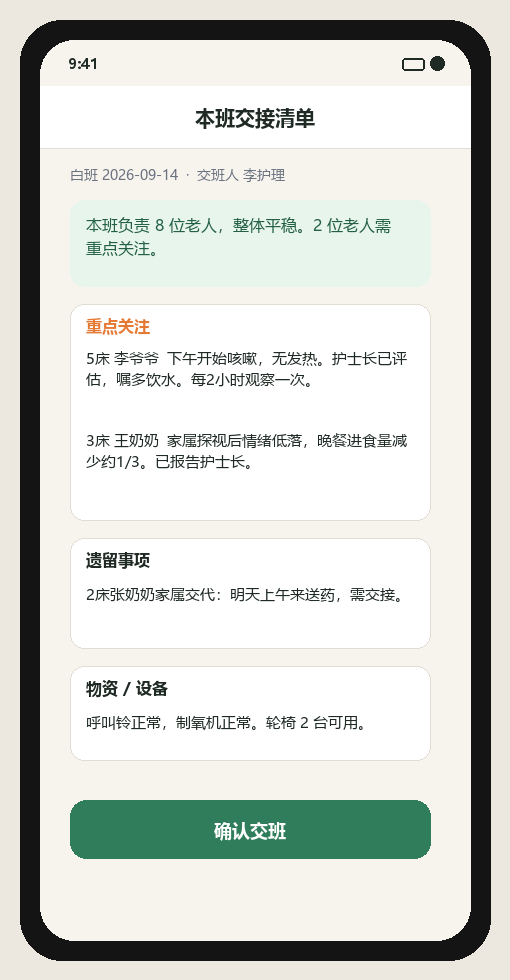 9:41
本班交接清单
白班 2026-09-14 · 交班人 李护理
本班负责 8 位老人，整体平稳。2 位老人需
重点关注。
重点关注
5床 李爷爷  下午开始咳嗽，无发热。护士长已评
估，嘱多饮水。每2小时观察一次。
3床 王奶奶  家属探视后情绪低落，晚餐进食量减
少约1/3。已报告护士长。
遗留事项
2床张奶奶家属交代：明天上午来送药，需交接。
物资 / 设备
呼叫铃正常，制氧机正常。轮椅 2 台可用。
确认交班